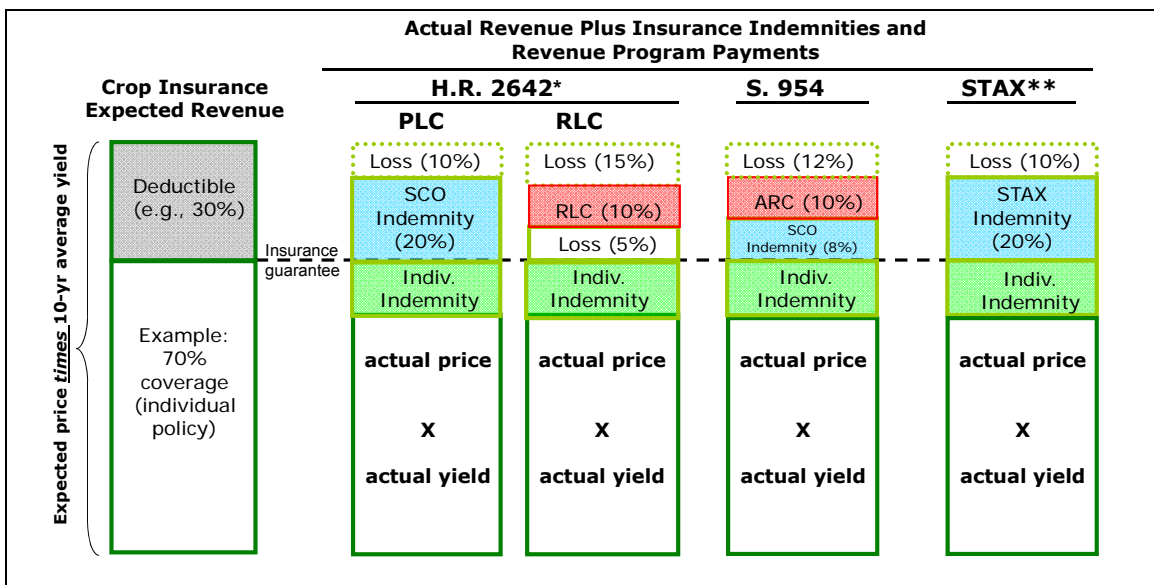 Actual Revenue Plus Insurance Indemnities and
Revenue Program Payments
Crop Insurance
Expected Revenue
H.R. 2642*
S. 954
STAX**
PLC
RLC
Expected price times 10-yr average yield
Deductible
(e.g., 30%)
Insurance
guarantee
Example:
70%
coverage
(individual
policy)
Loss (10%)
SCO
Indemnity
(20%)
Indiv.
Indemnity
actual price
X
actual yield
Loss (15%)
RLC (10%)
Loss (5%)
Indiv.
Indemnity
actual price
X
actual yield
Loss (12%)
ARC (10%)
SCO
Indemnity (8%)
Indiv.
Indemnity
actual price
X
actual yield
Loss (10%)
STAX
Indemnity
(20%)
Indiv.
Indemnity
actual price
X
actual yield